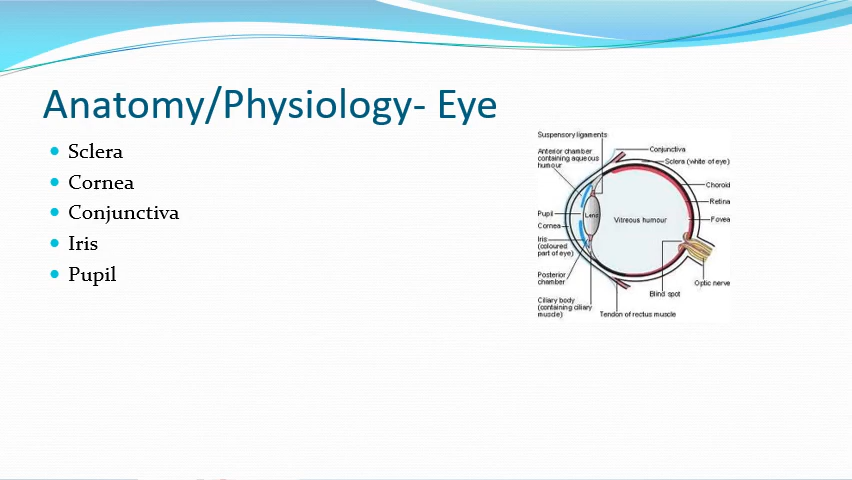 Anatomy/Physiology- Eye
Sclera
Cornea
Conjunctiva
Iris
Pupil
Suspensory ligaments
Anterior chamber
containing aqueous
humour
Pupil
Cornea
Iris
(coloured
part of eye)
Posterior
chamber
Ciliary body
(containing ciliary
muscle)
Lens
Vitreous humour
Conjunctiva
Sclera (white of eye)
Choroid
Retina
Fovea
Optic nerve
Blind spot
Tendon of rectus muscle